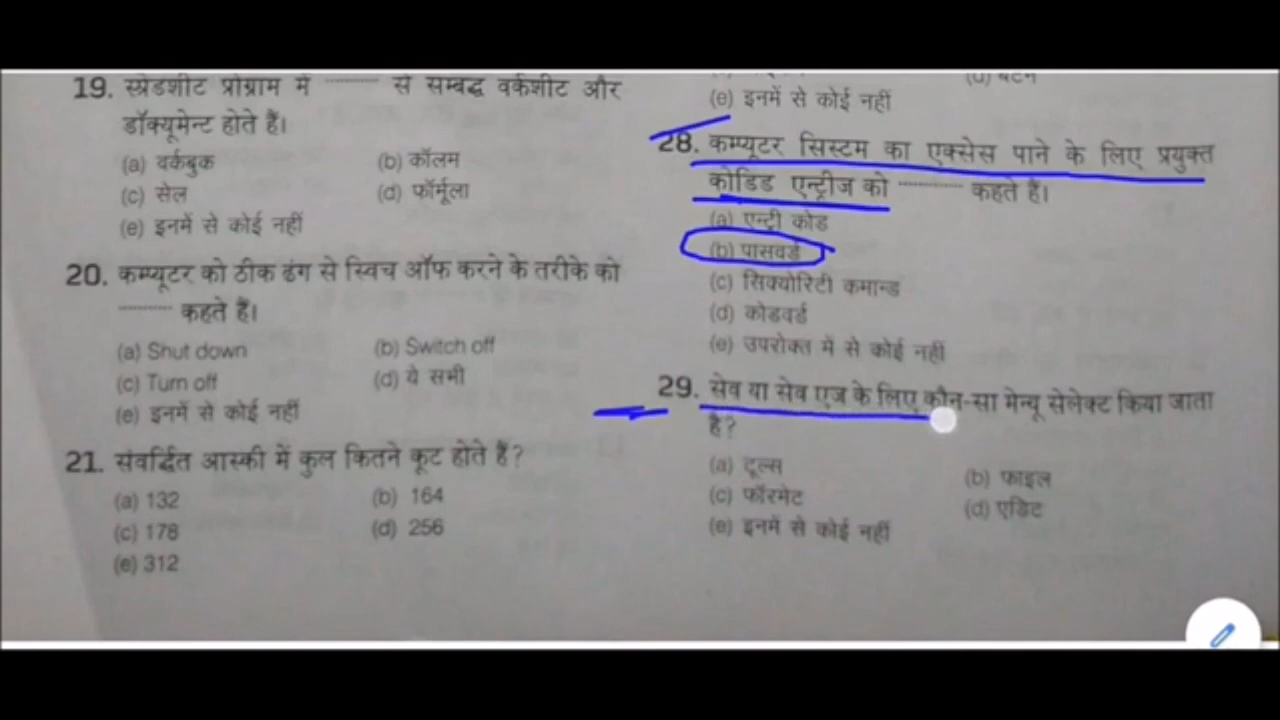 19. स्प्रेडशीट प्रोग्राम में ............ से सम्बद्ध वर्कशीट और
डॉक्यूमेन्ट होते हैं।
(a) वर्कबुक
(b) कॉलम
(c) सेल
(d) फॉर्मूला
(e) इनमें से कोई नहीं
20. कम्प्यूटर को ठीक ढंग से स्विच ऑफ करने के तरीके को
............ कहते हैं।
(a) Shut down
(b) Switch off
(c) Turn off
(d) ये सभी
(e) इनमें से कोई नहीं
21. संवर्द्धित आस्की में कुल कितने कूट होते हैं?
(a) 132
(b) 164
(c) 178
(d) 256
(e) 312
(d) बटन
(e) इनमें से कोई नहीं
28. कम्प्यूटर सिस्टम का एक्सेस पाने के लिए प्रयुक्त
कोडिड एन्ट्रीज को ............ कहते हैं।
(a) एन्ट्री कोड
(b) पासवर्ड
(c) सिक्योरिटी कमान्ड
(d) कोडवर्ड
(e) उपरोक्त में से कोई नहीं
29. सेव या सेव एज के लिए कौन-सा मेन्यू सेलेक्ट किया जाता
है?
(a) टूल्स
(b) फाइल
(c) फॉरमेट
(d) एडिट
(e) इनमें से कोई नहीं